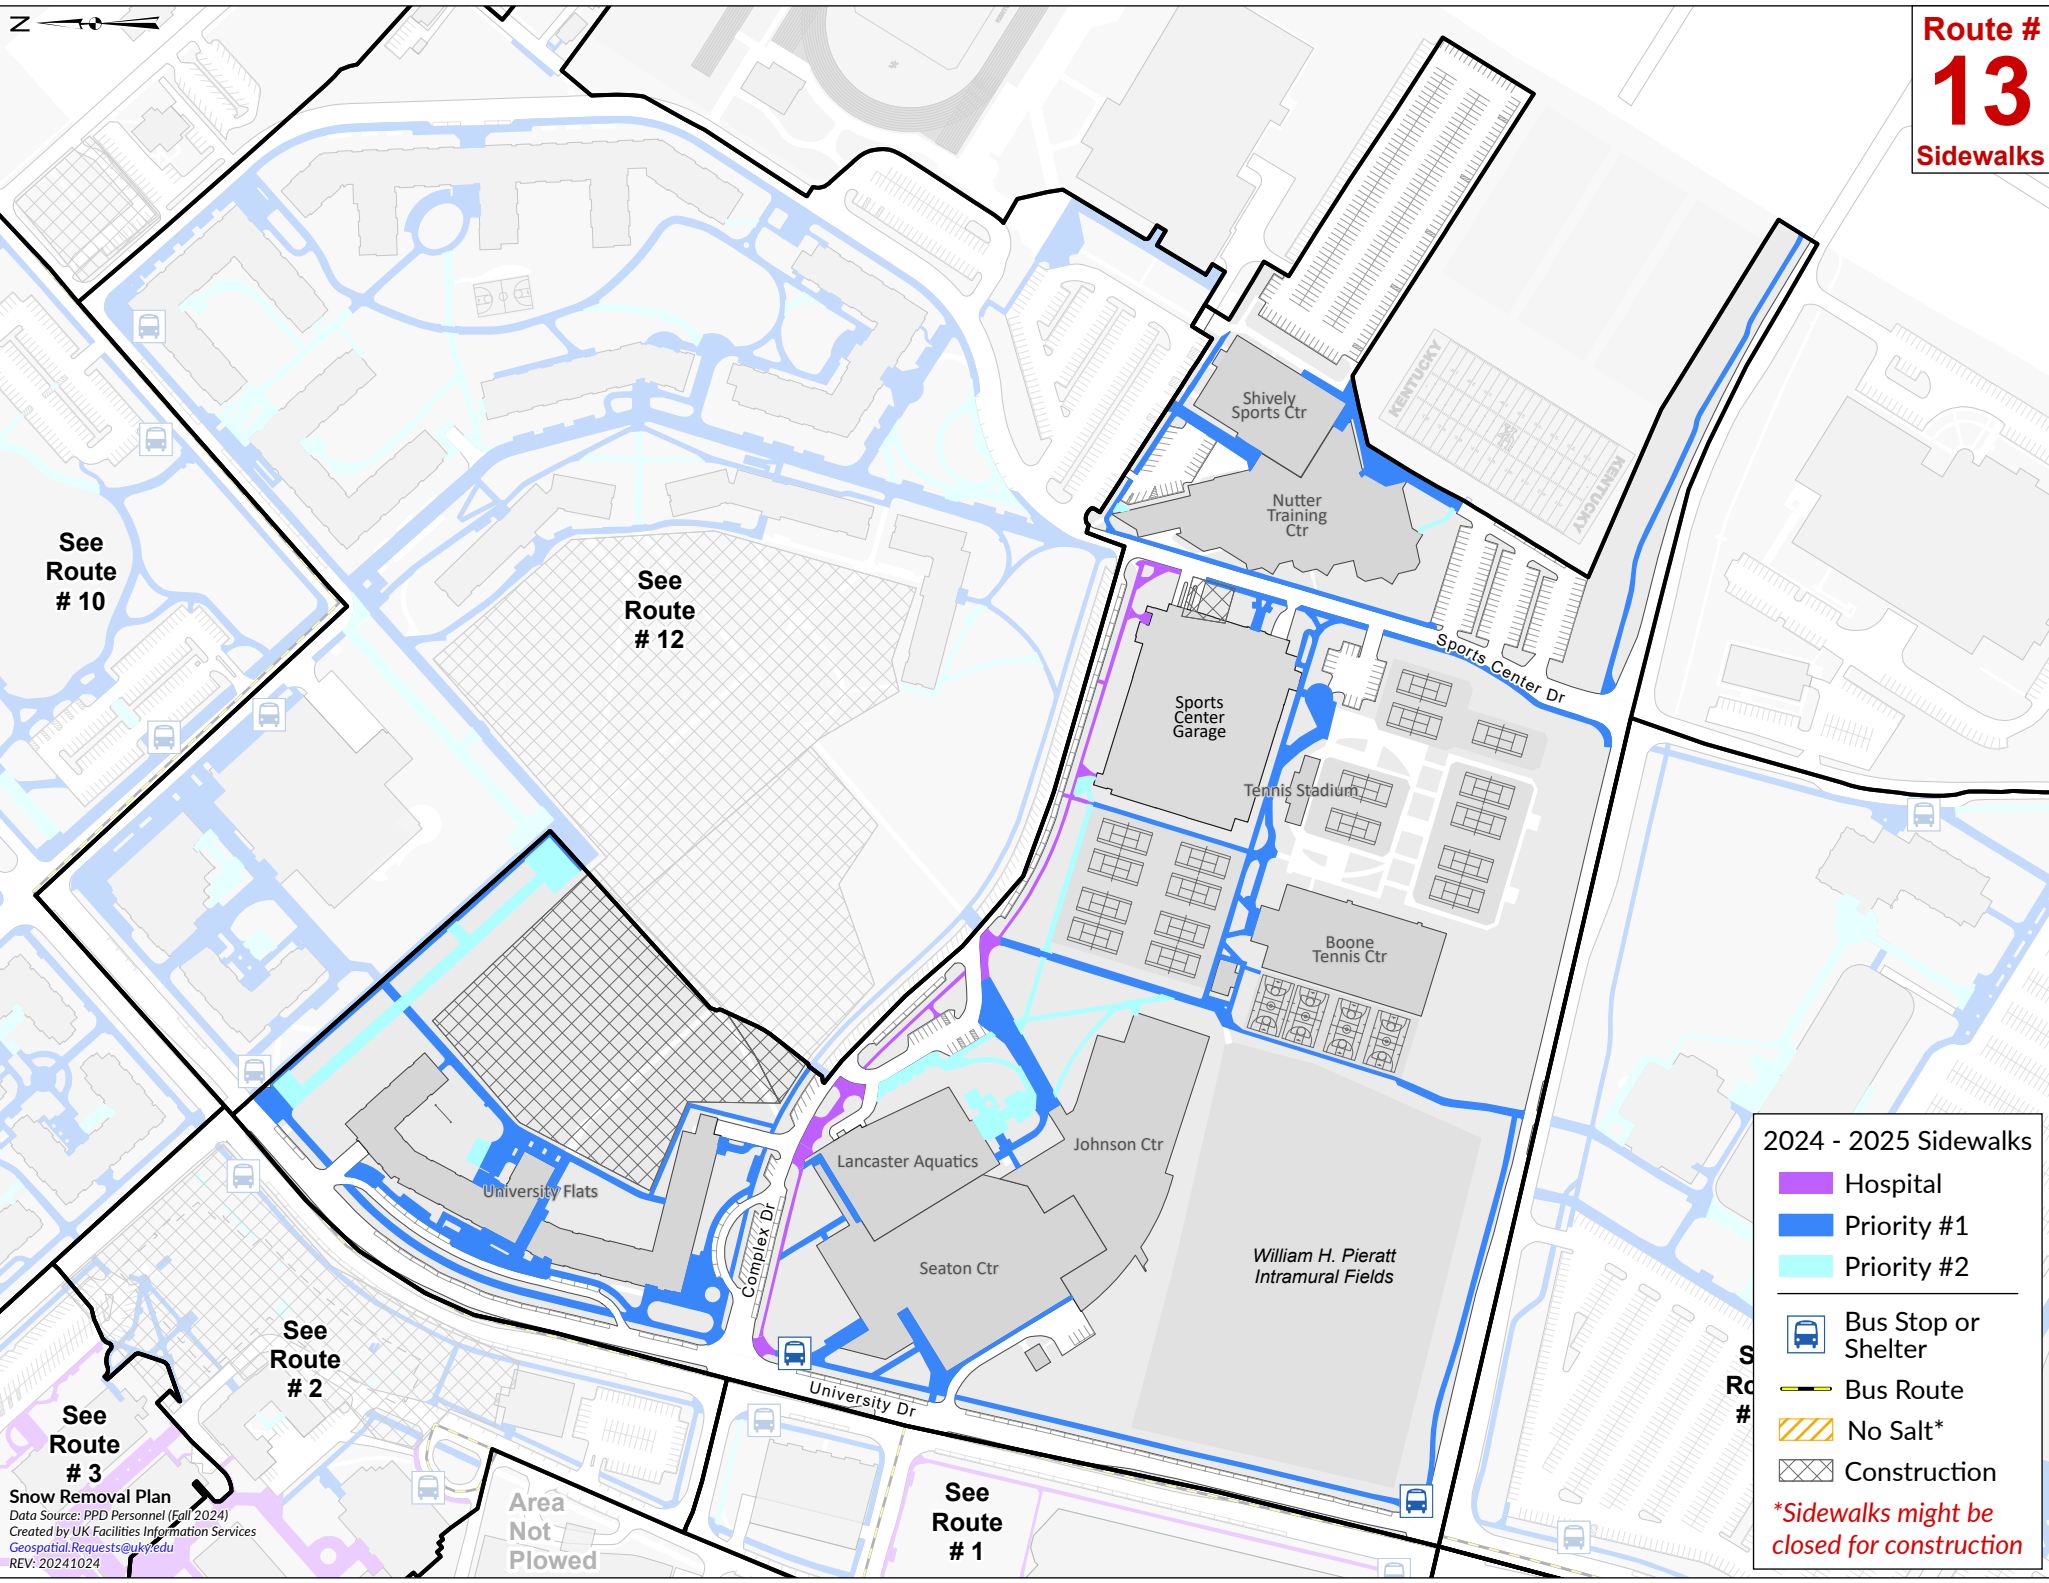 N
Route #
13
Sidewalks
KENTUCKY
KENTUCKY
Shively
Sports Ctr
Nutter
Training
Ctr
See
Route
# 10
See
Route
# 12
Sports Center Dr
Sports
Center
Garage
Tennis Stadium
Boone
Tennis Ctr
Johnson Ctr
Lancaster Aquatics
University Flats
Complex Dr
Seaton Ctr
William H. Pieratt
Intramural Fields
University Dr
See
Route
# 2
See
Route
# 3
See
Route
# 1
Area
Not
Plowed
Snow Removal Plan
Data Source: PPD Personnel (Fall 2024)
Created by UK Facilities Information Services
Geospatial.Requests@uky.edu
REV: 20241024
2024 - 2025 Sidewalks
Hospital
Priority #1
Priority #2
Bus Stop or
Shelter
Bus Route
No Salt*
Construction
*Sidewalks might be
closed for construction